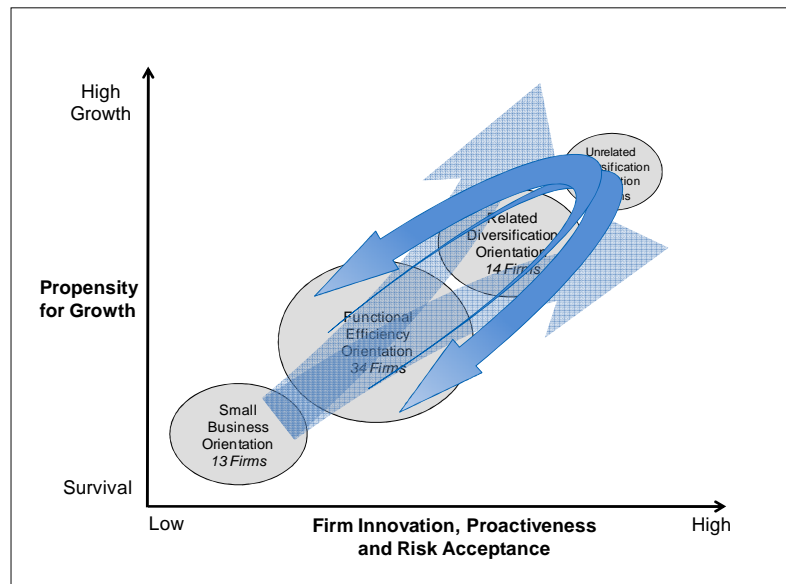 High
Growth
Unrelated
Related
Diversification
Orientation
14 Firms
Propensity
for Growth
Functional
Efficiency
Orientation
34 Firms
Small
Business
Orientation
13 Firms
Survival
Low
Firm Innovation, Proactiveness
and Risk Acceptance
High